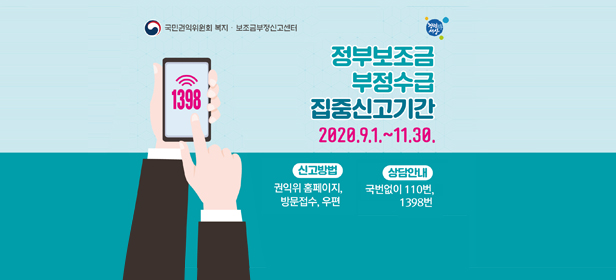 국민권익위원회 복지·보조금부정신고센터
정부보조금
부정수급
집중신고기간
2020.9.1.~11.30.
1398
신고방법
권익위 홈페이지,
방문접수, 우편
상담안내
국번없이 110번,
1398번